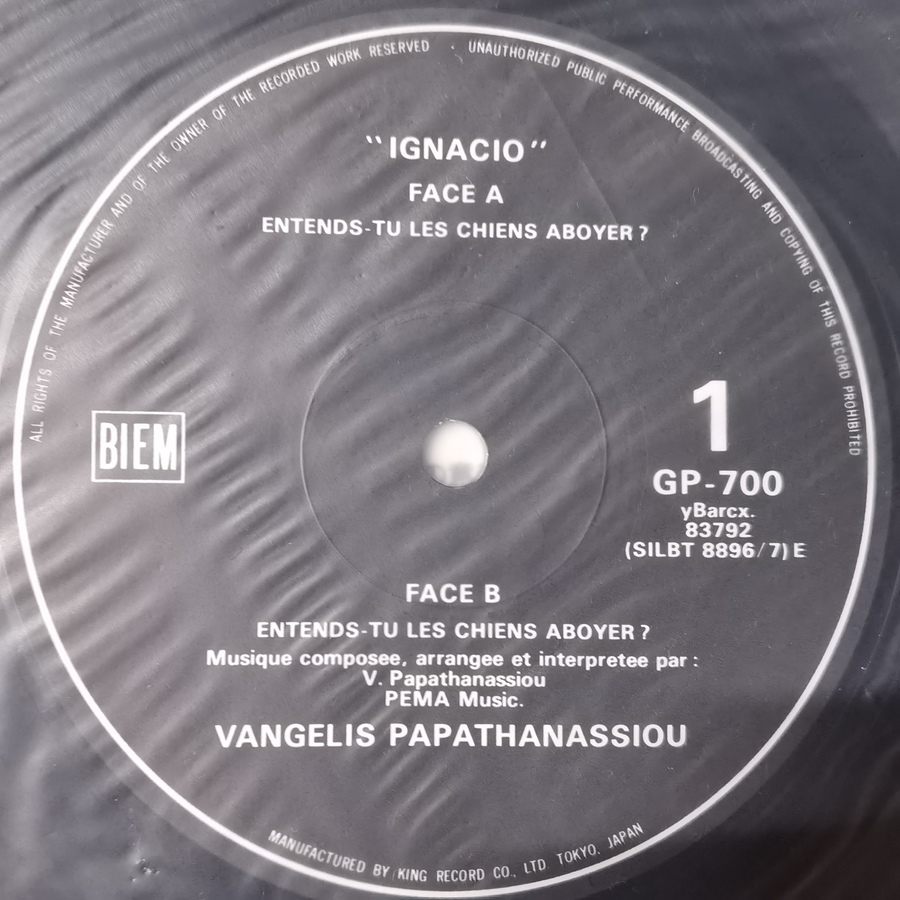 ALL RIGHTS OF THE MANUFACTURER AND OF THE OWNER OF THE RECORDED WORK RESERVED · UNAUTHORIZED PUBLIC PERFORMANCE BROADCASTING AND COPYING OF THIS RECORD PROHIBITED
"IGNACIO"
FACE A
ENTENDS-TU LES CHIENS ABOYER ?
BIEM
1
GP-700
yBarcx.
83792
(SILBT 8896/7) E
FACE B
ENTENDS-TU LES CHIENS ABOYER ?
Musique composee, arrangee et interpretee par :
V. Papathanassiou
PEMA Music.
VANGELIS PAPATHANASSIOU
MANUFACTURED BY KING RECORD CO., LTD TOKYO. JAPAN